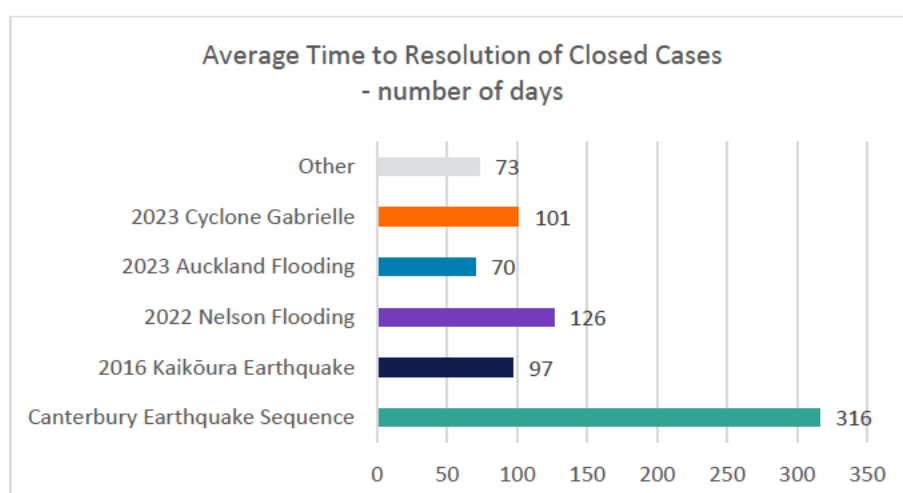 Average Time to Resolution of Closed Cases
- number of days
Other 73
2023 Cyclone Gabrielle 101
2023 Auckland Flooding 70
2022 Nelson Flooding 126
2016 Kaikōura Earthquake 97
Canterbury Earthquake Sequence 316
0 50 100 150 200 250 300 350